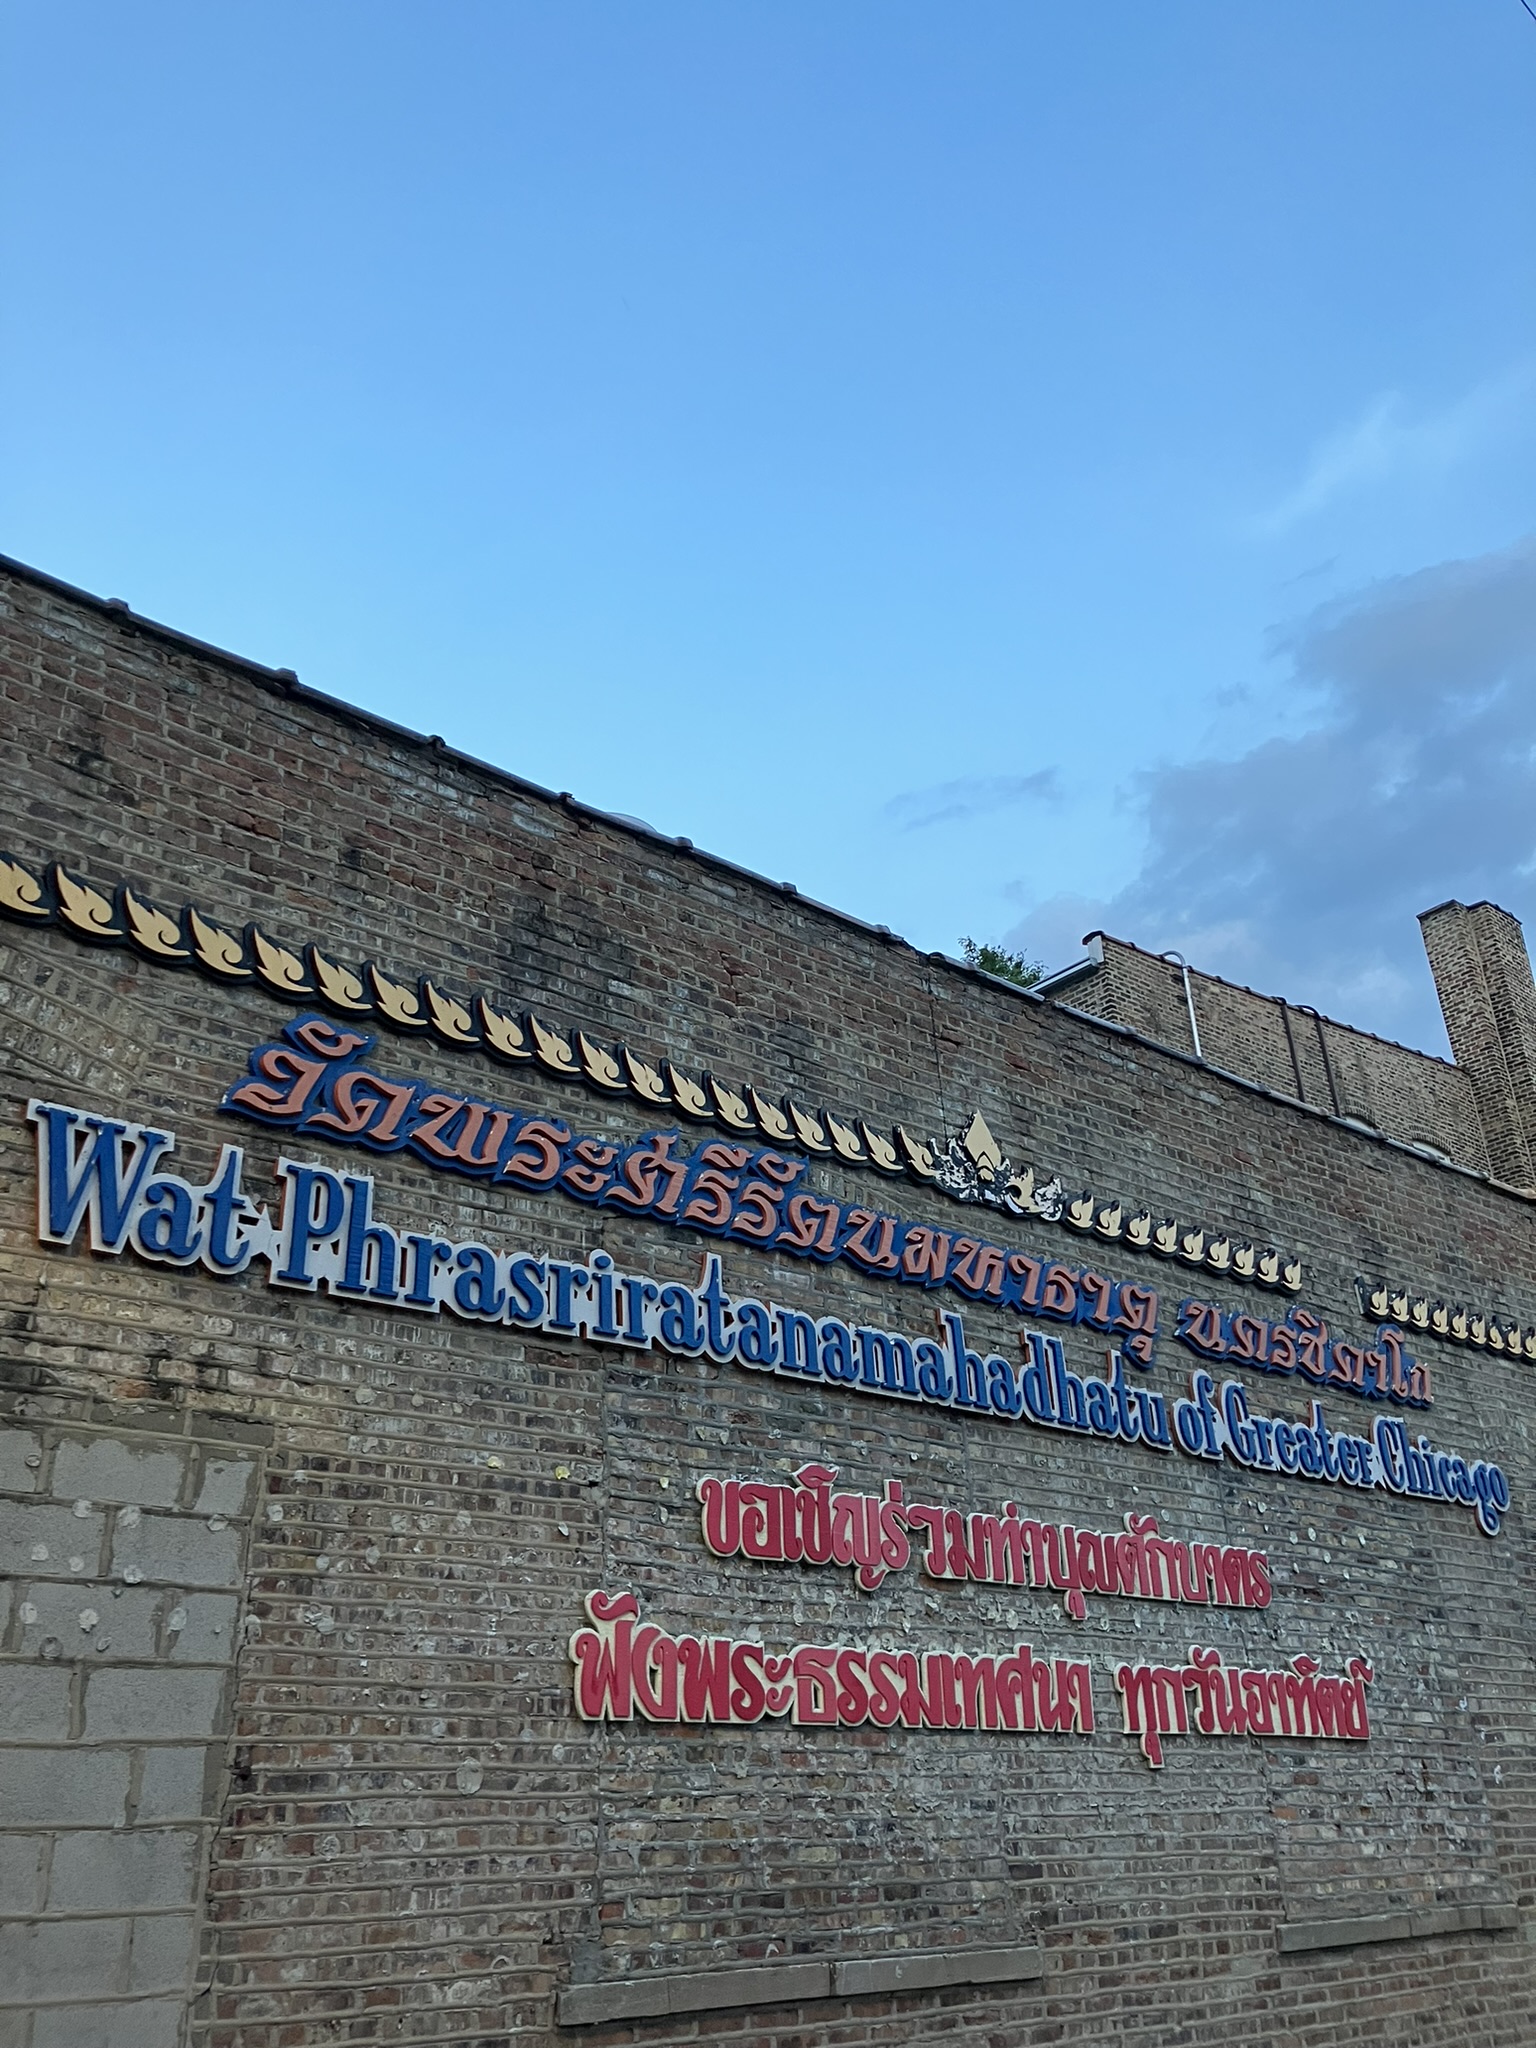 วัดพระศรีรัตนมหาธาตุ น.ครชิคาโก
Wat Phrasriratanamahadhatu of Greater Chicago
ขอเชิญร่วมทำบุญตักบาตร
ฟังพระธรรมเทศนา ทุกวันอาทิตย์